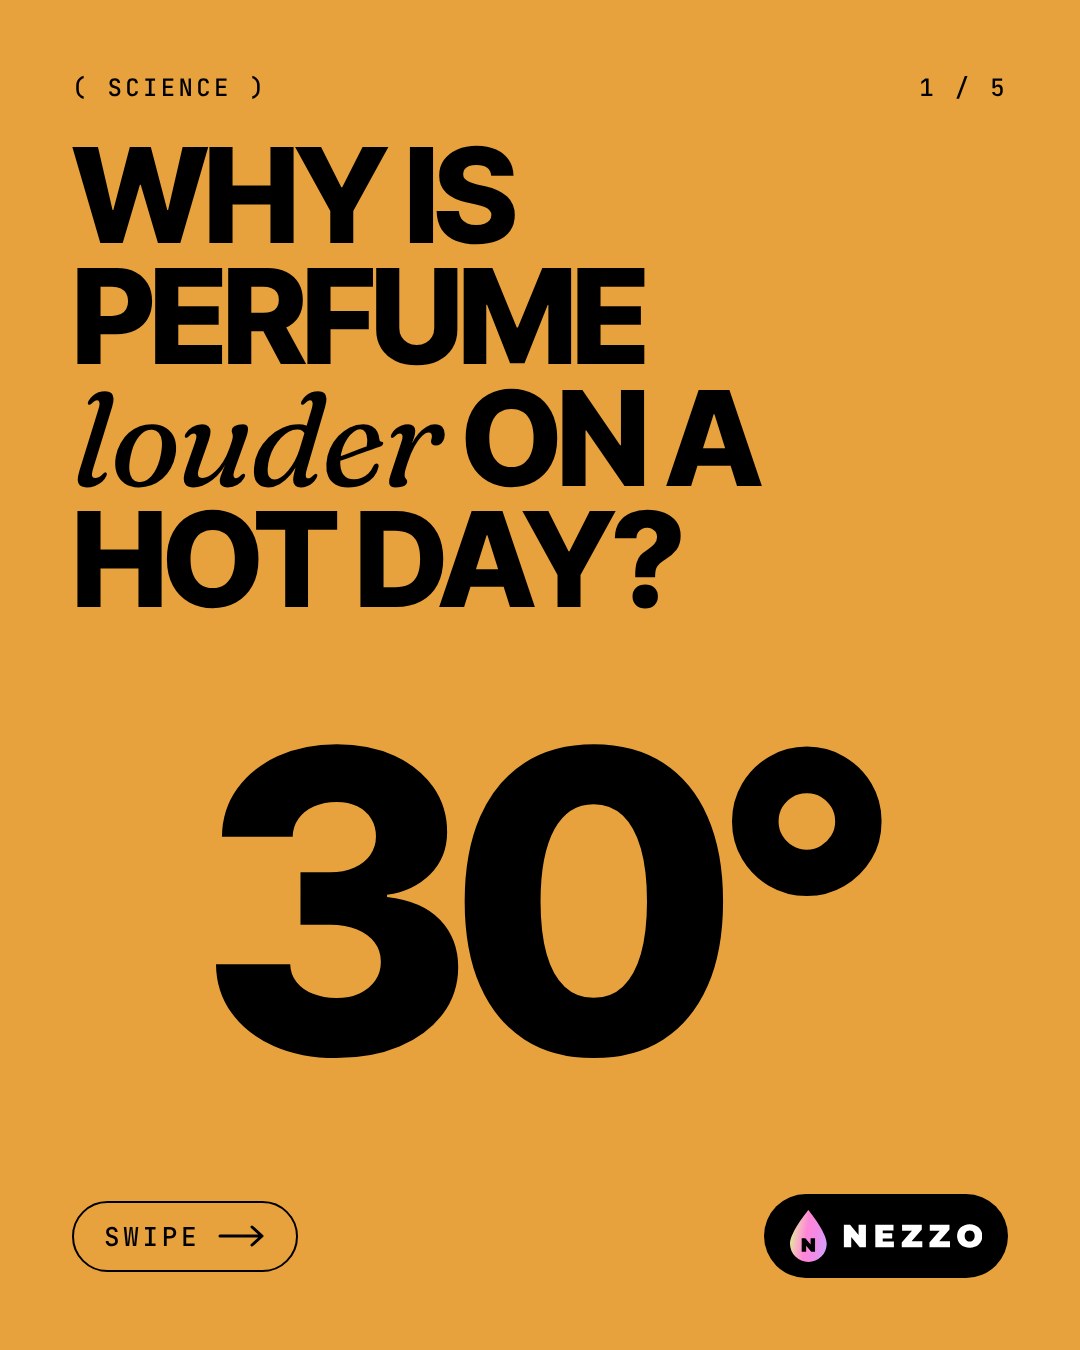 ( SCIENCE )
1 / 5
WHY IS
PERFUME
louder ON A
HOT DAY?
30°
SWIPE →
N NEZZO